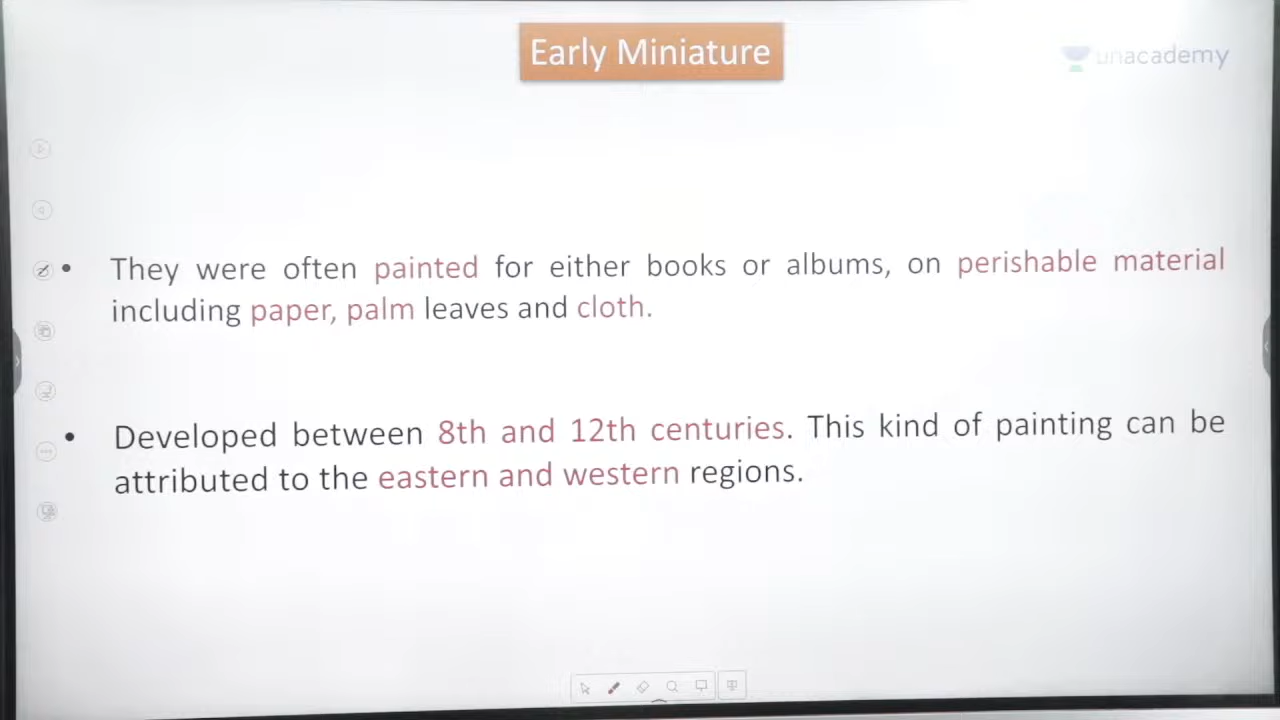 Early Miniature
unacademy
• They were often painted for either books or albums, on perishable material
including paper, palm leaves and cloth.
• Developed between 8th and 12th centuries. This kind of painting can be
attributed to the eastern and western regions.